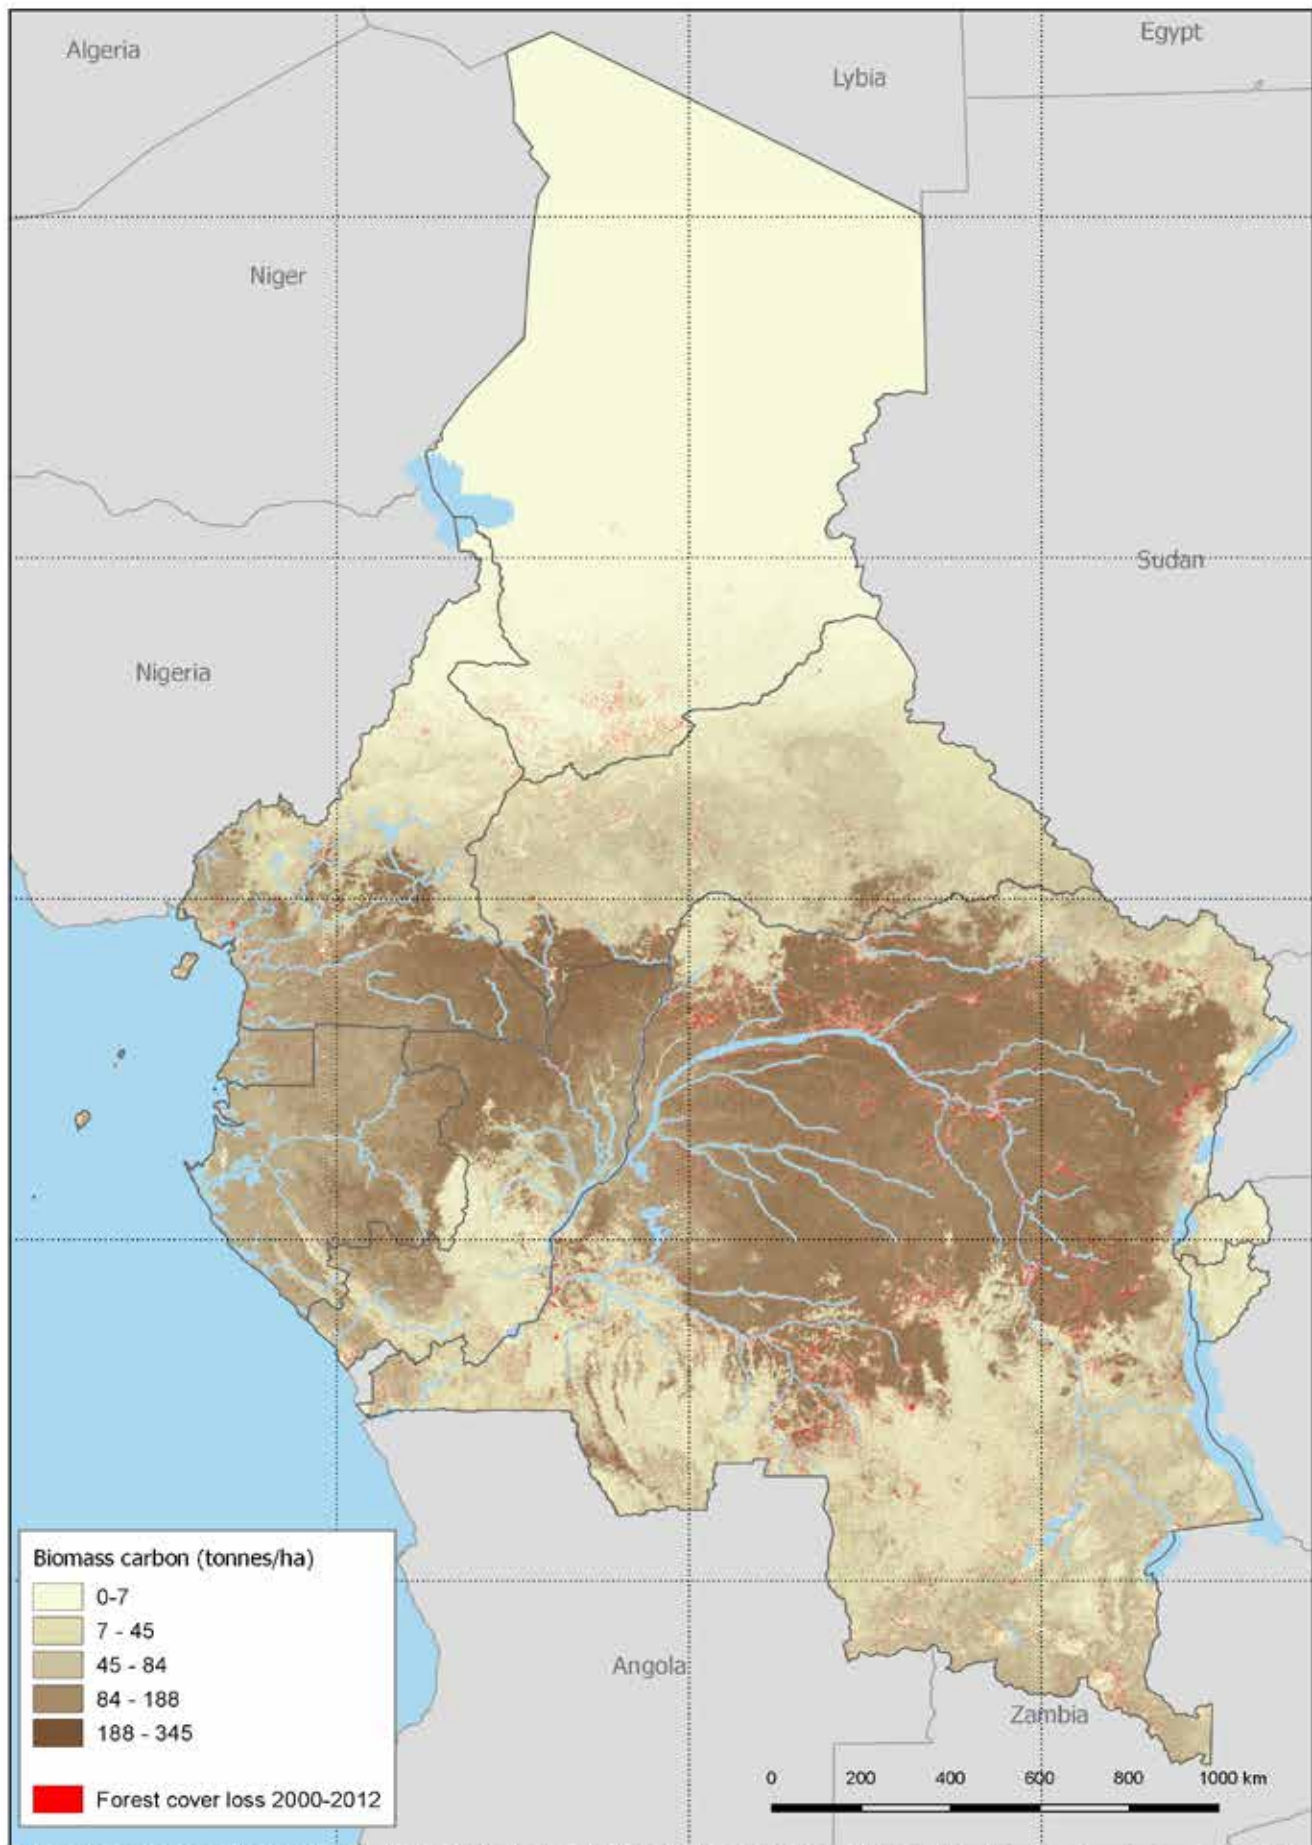 Algeria
Egypt
Lybia
Niger
Sudan
Nigeria
Angola
Zambia
Biomass carbon (tonnes/ha)
0-7
7 - 45
45 - 84
84 - 188
188 - 345
Forest cover loss 2000-2012
0 200 400 600 800 1000 km